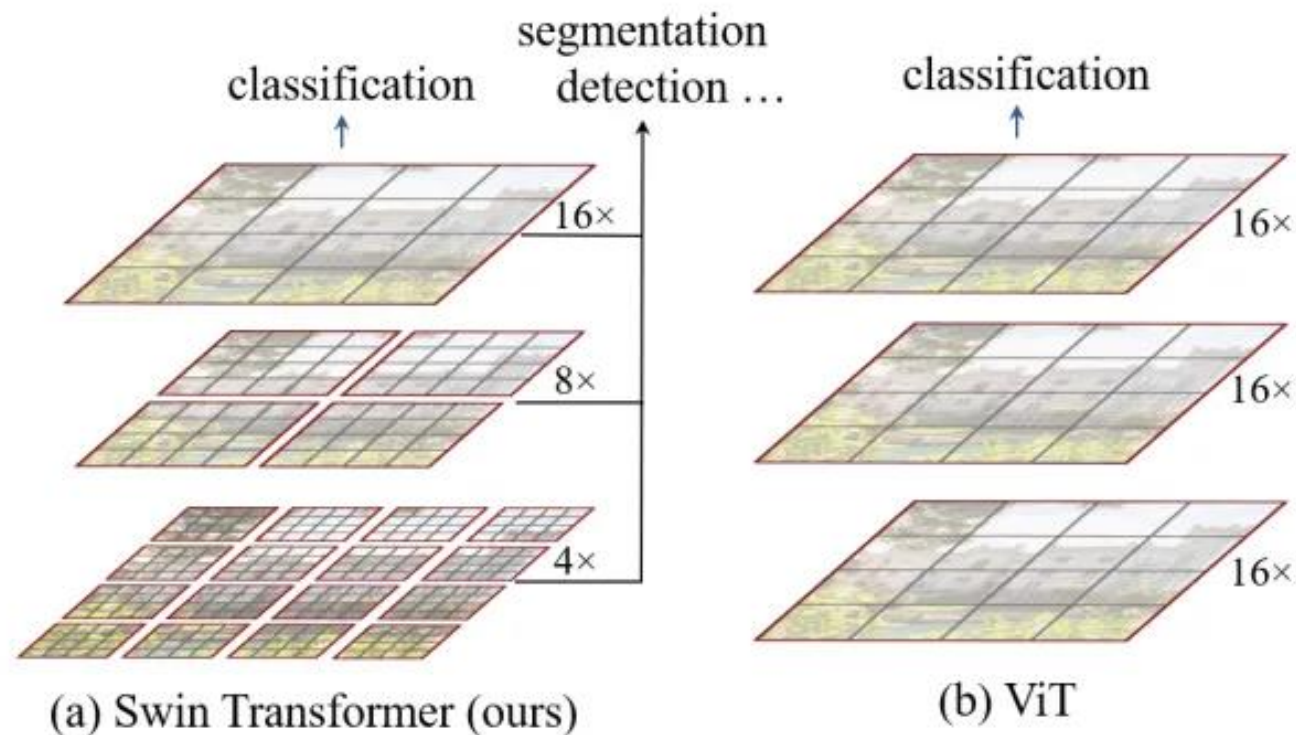 classification
segmentation
detection …
16×
8×
4×
(a) Swin Transformer (ours)
classification
16×
16×
16×
(b) ViT